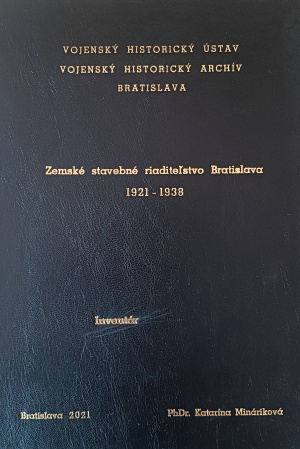 VOJENSKÝ HISTORICKÝ ÚSTAV
VOJENSKÝ HISTORICKÝ ARCHÍV
BRATISLAVA
Zemské stavebné riaditeľstvo Bratislava
1921 - 1938
Inventár
Bratislava 2021
PhDr. Katarína Mináriková